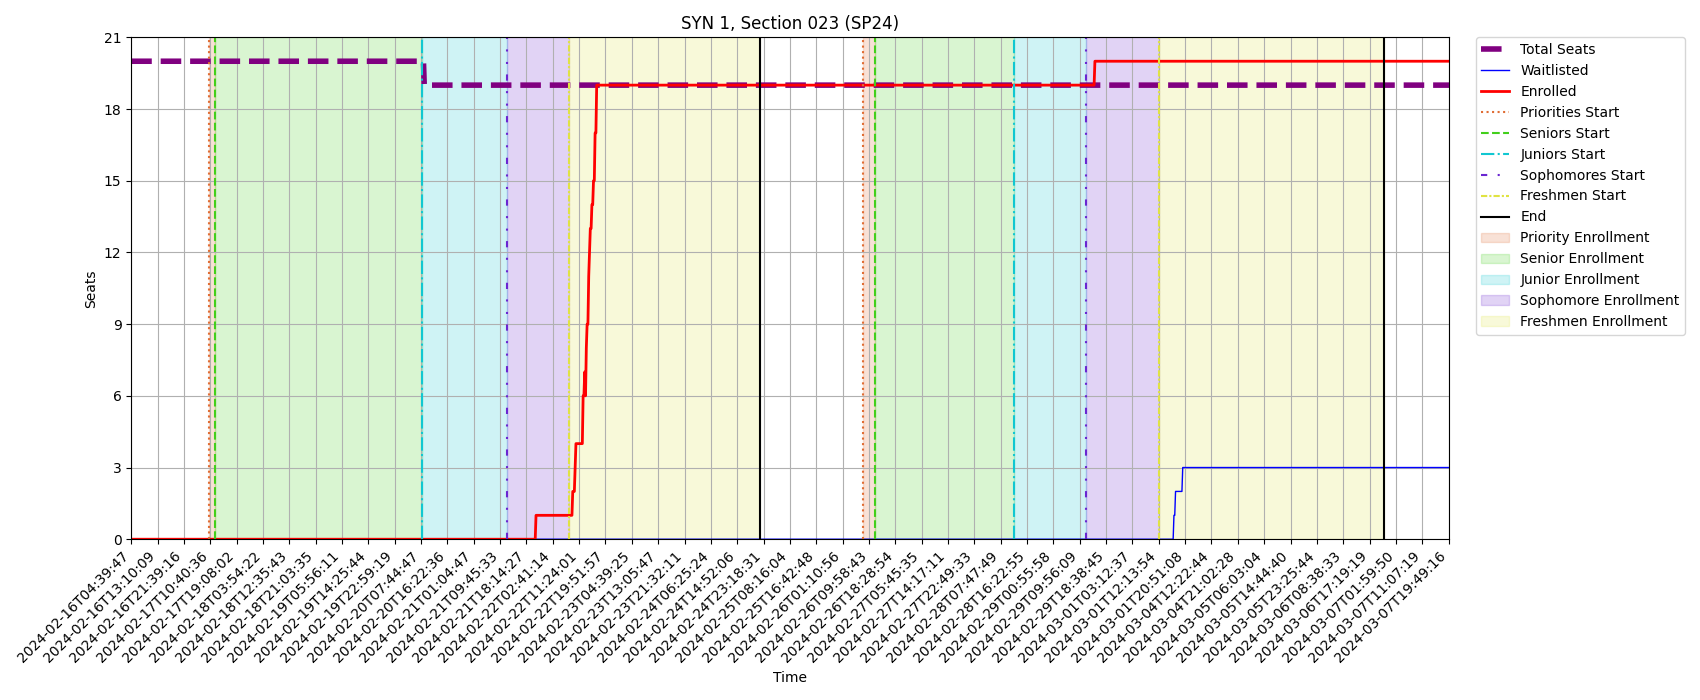 SYN 1, Section 023 (SP24)
21
18
15
12
9
6
3
0
Seats
2024-02-16T04:39:47
2024-02-16T13:10:09
2024-02-16T21:39:16
2024-02-17T10:40:36
2024-02-17T19:08:02
2024-02-18T03:54:22
2024-02-18T12:35:43
2024-02-18T21:03:35
2024-02-19T05:56:11
2024-02-19T14:25:44
2024-02-19T22:59:19
2024-02-20T07:44:47
2024-02-20T16:22:36
2024-02-21T01:04:47
2024-02-21T09:45:33
2024-02-21T18:14:27
2024-02-22T02:41:14
2024-02-22T11:24:01
2024-02-22T19:51:57
2024-02-23T04:39:25
2024-02-23T13:05:47
2024-02-23T21:32:11
2024-02-24T06:25:24
2024-02-24T14:52:06
2024-02-24T23:18:31
2024-02-25T08:16:04
2024-02-25T16:42:48
2024-02-26T01:10:56
2024-02-26T09:58:43
2024-02-26T18:28:54
2024-02-27T05:45:35
2024-02-27T14:17:11
2024-02-27T22:49:33
2024-02-28T07:47:49
2024-02-28T16:22:55
2024-02-29T00:55:58
2024-02-29T09:56:09
2024-02-29T18:38:45
2024-03-01T03:12:37
2024-03-01T12:13:54
2024-03-01T20:51:08
2024-03-04T12:22:44
2024-03-04T21:02:28
2024-03-05T06:03:04
2024-03-05T14:44:40
2024-03-05T23:25:44
2024-03-06T08:38:33
2024-03-06T17:19:19
2024-03-07T01:59:50
2024-03-07T11:07:19
2024-03-07T19:49:16
Time
Total Seats
Waitlisted
Enrolled
Priorities Start
Seniors Start
Juniors Start
Sophomores Start
Freshmen Start
End
Priority Enrollment
Senior Enrollment
Junior Enrollment
Sophomore Enrollment
Freshmen Enrollment